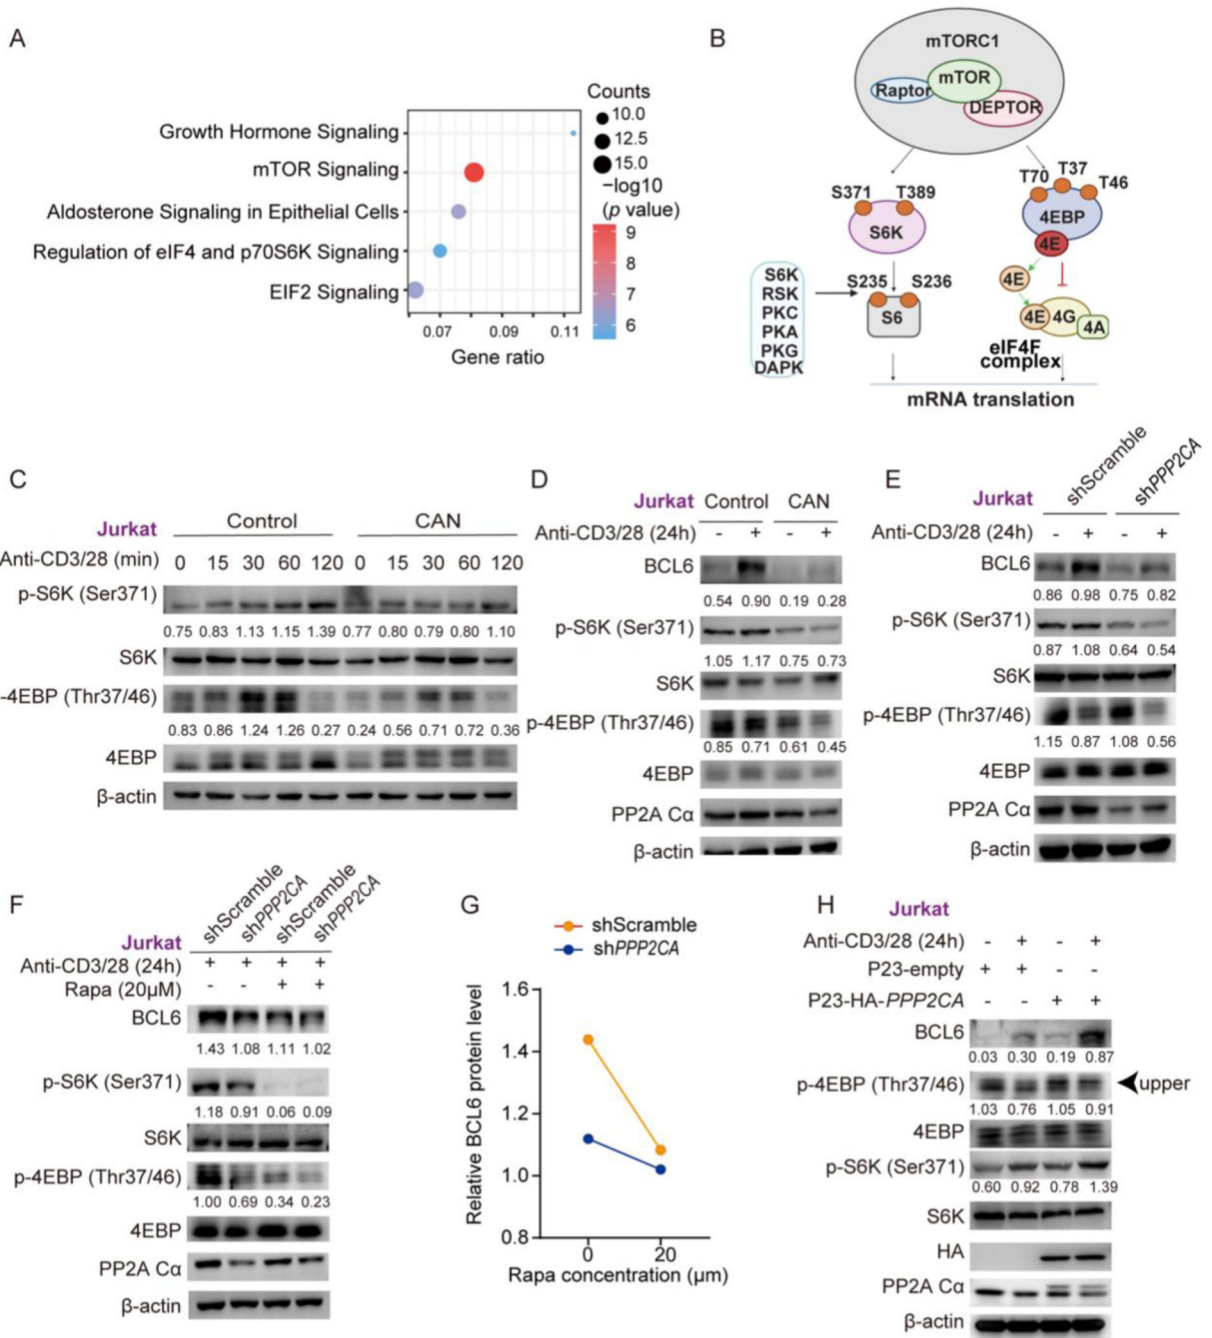 A
Counts
10.0
12.5
15.0
−log10
(p value)
9
8
7
6
Growth Hormone Signaling
mTOR Signaling
Aldosterone Signaling in Epithelial Cells
Regulation of eIF4 and p70S6K Signaling
EIF2 Signaling
0.07 0.09 0.11
Gene ratio
B
mTORC1
mTOR
Raptor
DEPTOR
S371 T389
S6K
T70 T37 T46
4EBP
4E
4E
4E 4G 4A
eIF4F
complex
S6K
RSK
PKC
PKA
PKG
DAPK
S235 S236
S6
mRNA translation
C
Jurkat Control CAN
Anti-CD3/28 (min) 0 15 30 60 120 0 15 30 60 120
p-S6K (Ser371)
0.75 0.83 1.13 1.15 1.39 0.77 0.80 0.79 0.80 1.10
S6K
-4EBP (Thr37/46)
0.83 0.86 1.24 1.26 0.27 0.24 0.56 0.71 0.72 0.36
4EBP
β-actin
D
Jurkat Control CAN
Anti-CD3/28 (24h) - + - +
BCL6
0.54 0.90 0.19 0.28
p-S6K (Ser371)
1.05 1.17 0.75 0.73
S6K
p-4EBP (Thr37/46)
0.85 0.71 0.61 0.45
4EBP
PP2A Cα
β-actin
E
Jurkat shScramble shPPP2CA
Anti-CD3/28 (24h) - + - +
BCL6
0.86 0.98 0.75 0.82
p-S6K (Ser371)
0.87 1.08 0.64 0.54
S6K
p-4EBP (Thr37/46)
1.15 0.87 1.08 0.56
4EBP
PP2A Cα
β-actin
F
Jurkat shScramble shPPP2CA shScramble shPPP2CA
Anti-CD3/28 (24h) + + + +
Rapa (20μM) - - + +
BCL6
1.43 1.08 1.11 1.02
p-S6K (Ser371)
1.18 0.91 0.06 0.09
S6K
p-4EBP (Thr37/46)
1.00 0.69 0.34 0.23
4EBP
PP2A Cα
β-actin
G
shScramble
shPPP2CA
Relative BCL6 protein level
1.6
1.4
1.2
1.0
0.8
0 20
Rapa concentration (μm)
H
Jurkat
Anti-CD3/28 (24h) - + - +
P23-empty + + - -
P23-HA-PPP2CA - - + +
BCL6
0.03 0.30 0.19 0.87
p-4EBP (Thr37/46) upper
1.03 0.76 1.05 0.91
4EBP
p-S6K (Ser371)
0.60 0.92 0.78 1.39
S6K
HA
PP2A Cα
β-actin